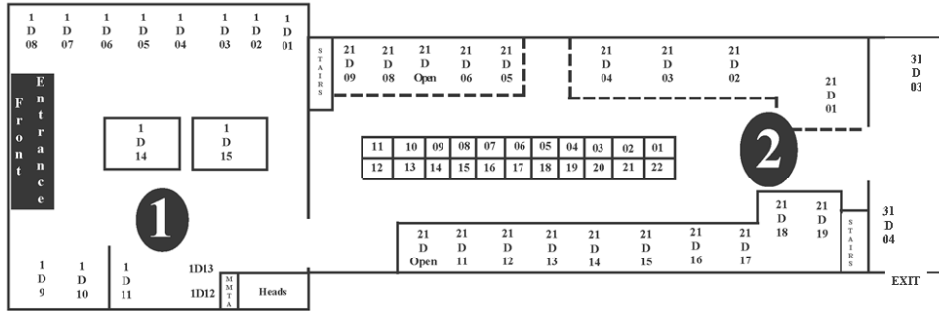 1 D 08
1 D 07
1 D 06
1 D 05
1 D 04
1 D 03
1 D 02
1 D 01
STAIRS
21 D 09
21 D 08
21 D Open
21 D 06
21 D 05
21 D 04
21 D 03
21 D 02
21 D 01
31 D 03
Front
Entrance
1 D 14
1 D 15
11 10 09 08 07 06 05 04 03 02 01
12 13 14 15 16 17 18 19 20 21 22
2
1
21 D 18
21 D 19
STAIRS
31 D 04
21 D Open
21 D 11
21 D 12
21 D 13
21 D 14
21 D 15
21 D 16
21 D 17
1 D 9
1 D 10
1 D 11
1D13
1D12
MMTA
Heads
EXIT